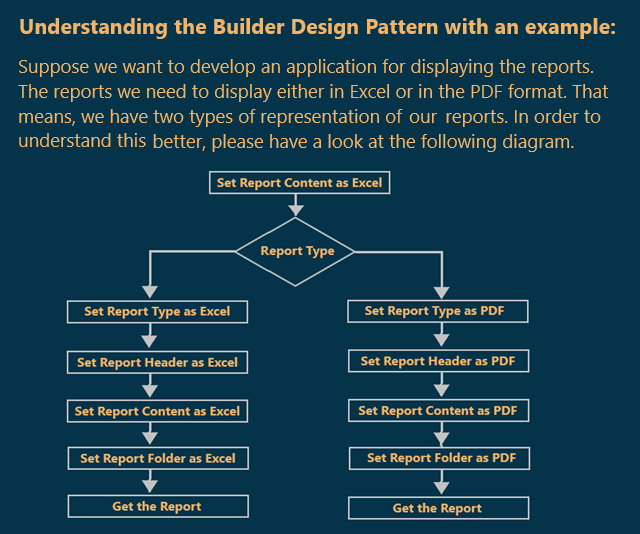 Understanding the Builder Design Pattern with an example:
Suppose we want to develop an application for displaying the reports.
The reports we need to display either in Excel or in the PDF format. That
means, we have two types of representation of our reports. In order to
understand this better, please have a look at the following diagram.
Set Report Content as Excel
Report Type
Set Report Type as Excel
Set Report Header as Excel
Set Report Content as Excel
Set Report Folder as Excel
Get the Report
Set Report Type as PDF
Set Report Header as PDF
Set Report Content as PDF
Set Report Folder as PDF
Get the Report